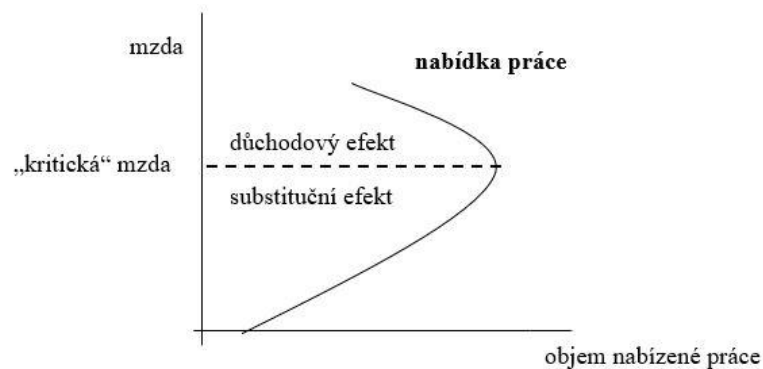 mzda
nabídka práce
důchodový efekt
„kritická“ mzda
substituční efekt
objem nabízené práce